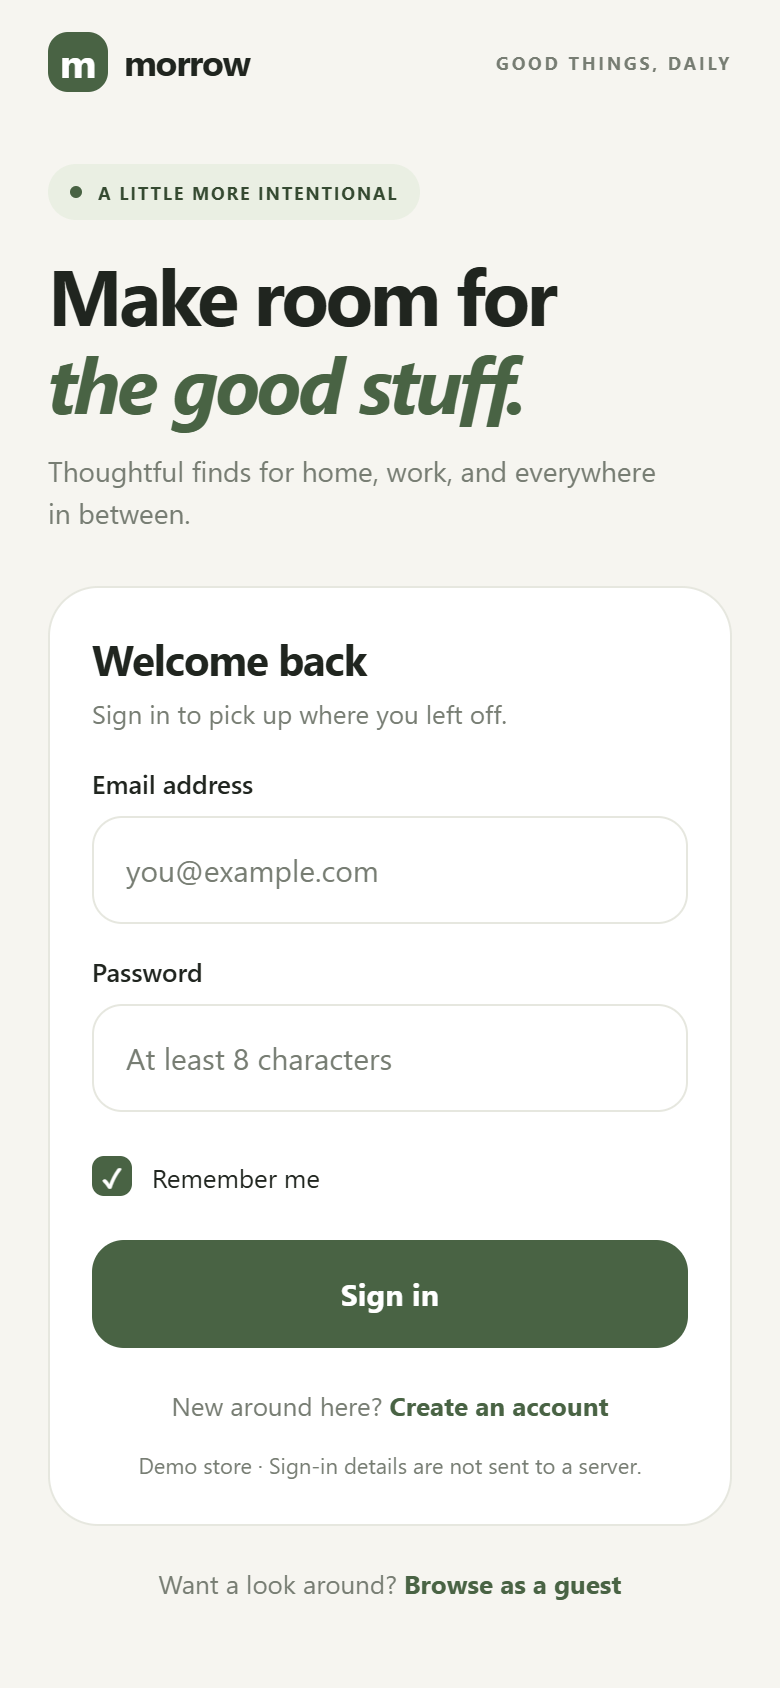 m morrow
GOOD THINGS, DAILY
A LITTLE MORE INTENTIONAL
Make room for
the good stuff.
Thoughtful finds for home, work, and everywhere
in between.
Welcome back
Sign in to pick up where you left off.
Email address
you@example.com
Password
At least 8 characters
Remember me
Sign in
New around here? Create an account
Demo store · Sign-in details are not sent to a server.
Want a look around? Browse as a guest